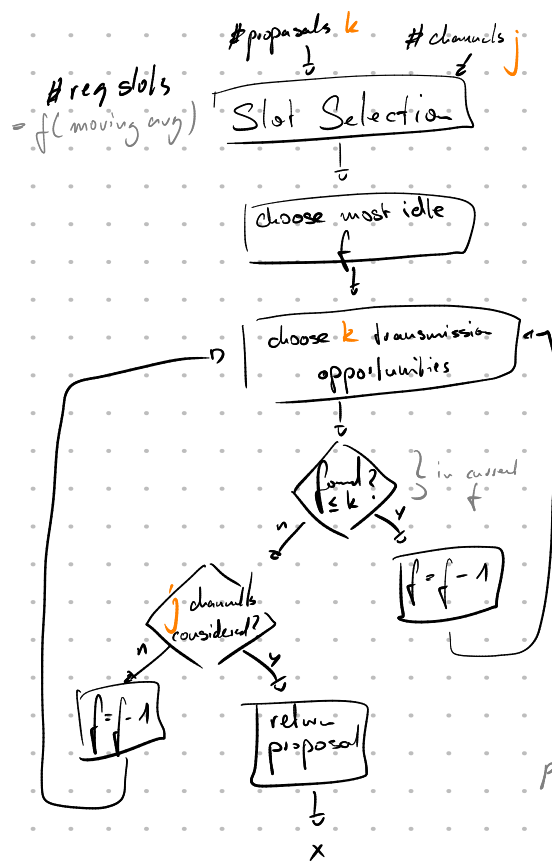 #proposals k
#channels j
#req slots
= f(moving avg)
Slot Selection
choose most idle
f
choose k transmission
opportunities
found?
≤ k
} in current
f
n
y
f = f - 1
j channels
considered?
n
y
f = f - 1
return
proposal
x
p